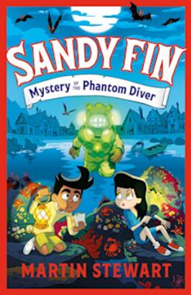 SANDY FIN
Mystery OF THE Phantom Diver
MARTIN STEWART